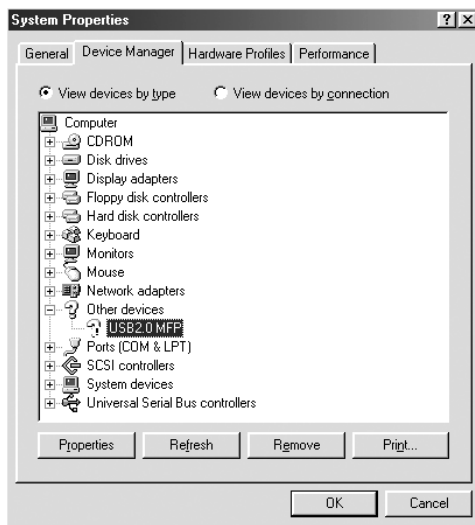 System Properties
General Device Manager Hardware Profiles Performance
View devices by type View devices by connection
Computer
CDROM
Disk drives
Display adapters
Floppy disk controllers
Hard disk controllers
Keyboard
Monitors
Mouse
Network adapters
Other devices
USB2.0 MFP
Ports (COM & LPT)
SCSI controllers
System devices
Universal Serial Bus controllers
Properties Refresh Remove Print...
OK Cancel